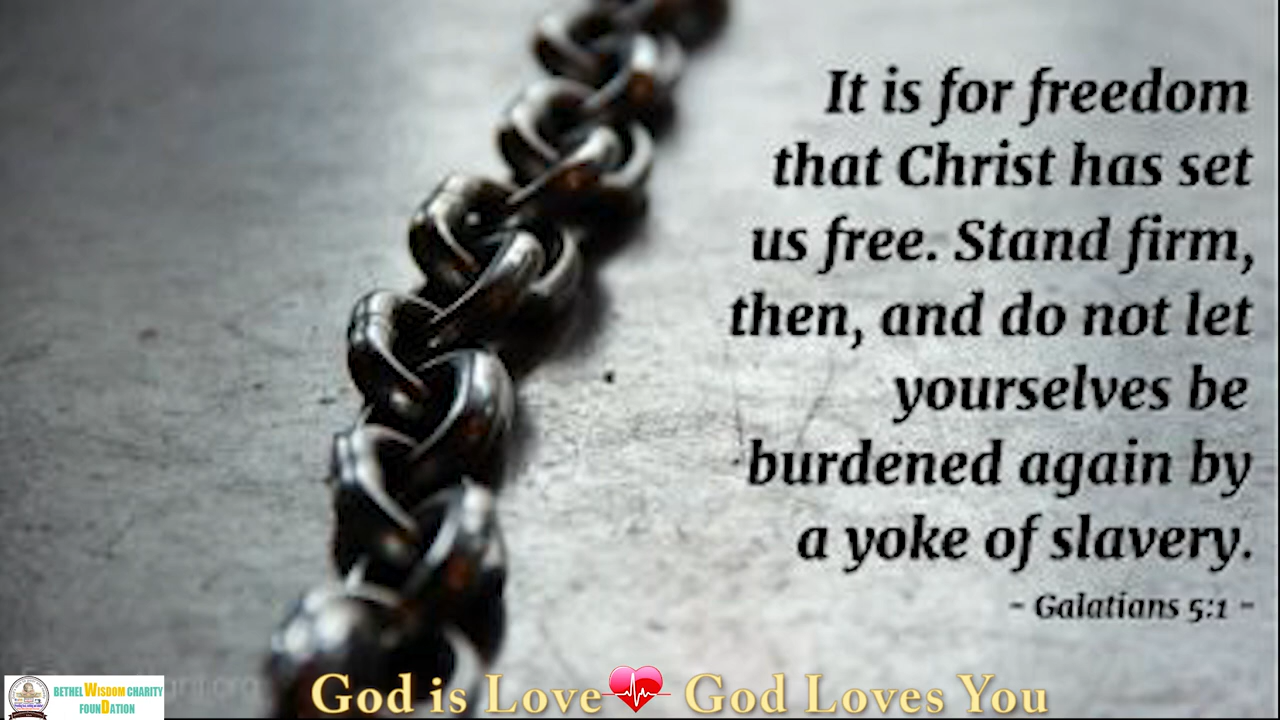 It is for freedom
that Christ has set
us free. Stand firm,
then, and do not let
yourselves be
burdened again by
a yoke of slavery.
~ Galatians 5:1 ~
God is Love God Loves You
BETHEL WISDOM CHARITY
FOUNDATION